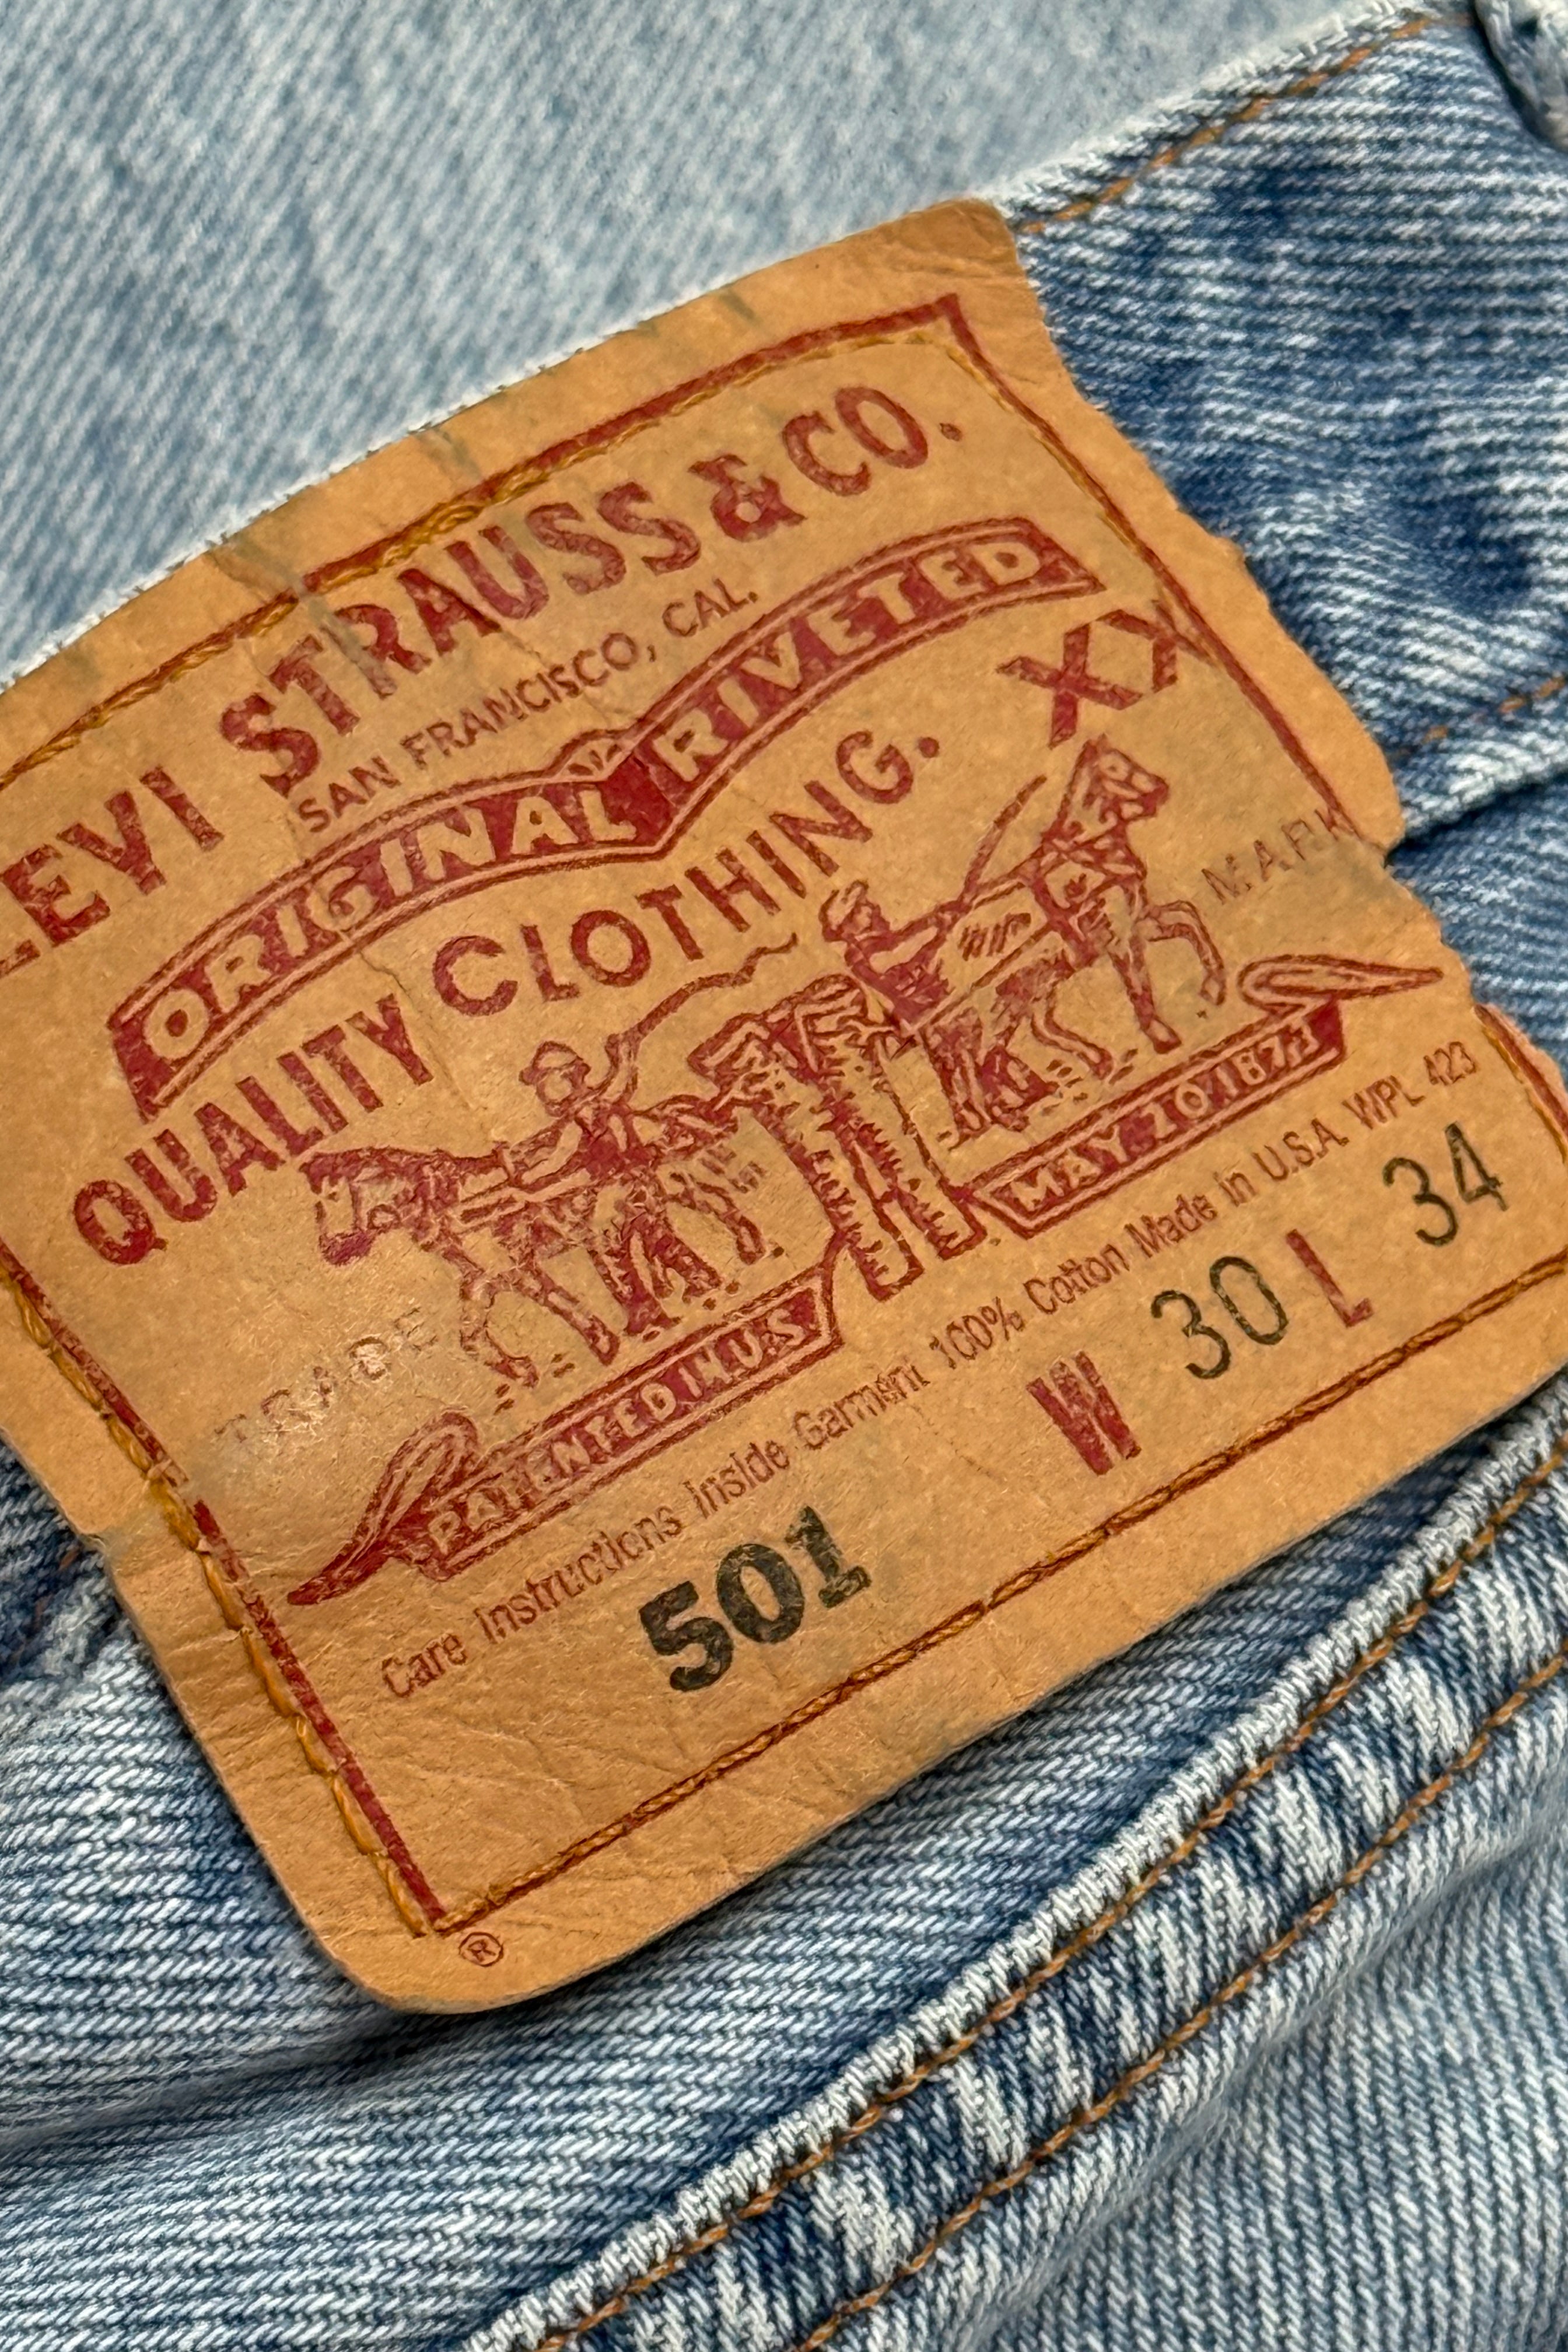 LEVI STRAUSS & CO.
SAN FRANCISCO, CAL.
ORIGINAL RIVETED
QUALITY CLOTHING.
XX
TRADE MARK
PATENTED IN U.S.
MAY 20 1873
Care Instructions Inside Garment 100% Cotton Made in U.S.A. WPL 423
501 W 30 L 34
®